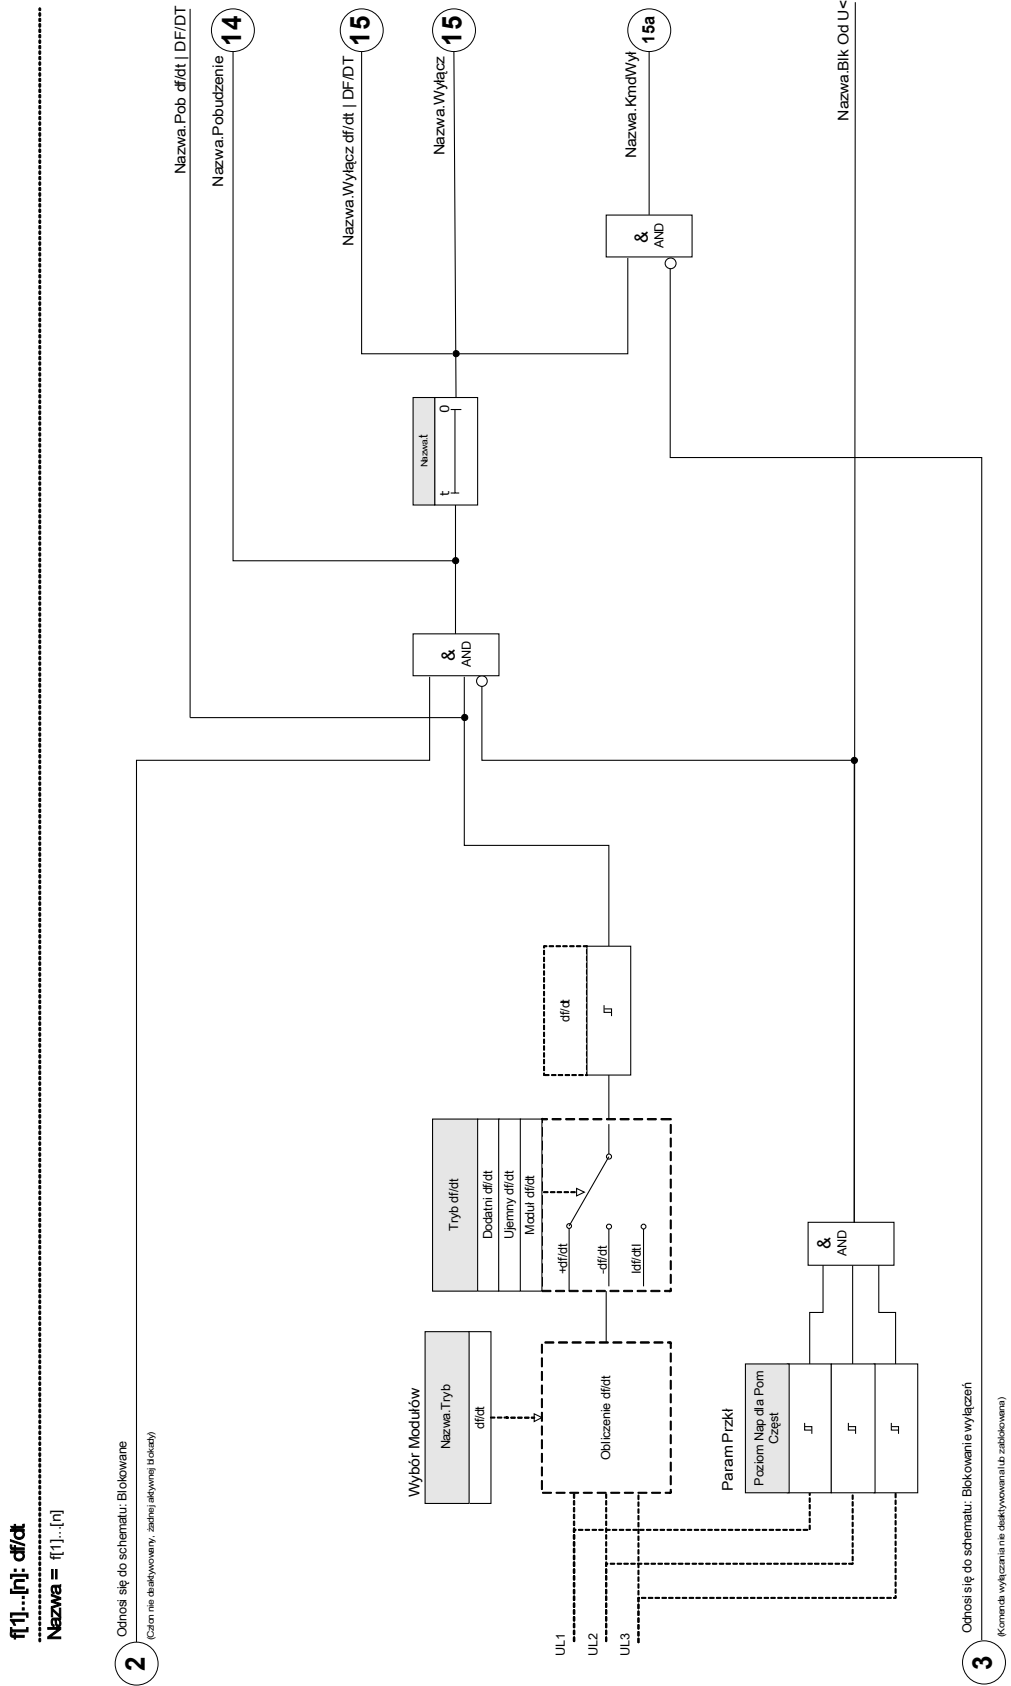 f[1]...[n]: df/dt
Nazwa = f[1]...[n]
2
Odnosi się do schematu: Blokowane
(Człon nie deaktywowany, żadnej aktywnej blokady)
Nazwa.Pob df/dt | DF/DT
Nazwa.Pobudzenie
14
Nazwa.Wyłącz df/dt | DF/DT
15
Nazwa.Wyłącz
15
Nazwa.KmdWył
15a
&
AND
Nazwa.t
t
0
&
AND
Wybór Modułów
Nazwa.Tryb
df/dt
Tryb df/dt
Dodatni df/dt
Ujemny df/dt
Moduł df/dt
+df/dt
-df/dt
|df/dt|
df/dt
Obliczenie df/dt
UL1
UL2
UL3
Param Przkł
Poziom Nap dla Pom
Częst
&
AND
Nazwa.Blk Od U<
3
Odnosi się do schematu: Blokowanie wyłączeń
(Komenda wyłączania nie deaktywowana lub zablokowana)